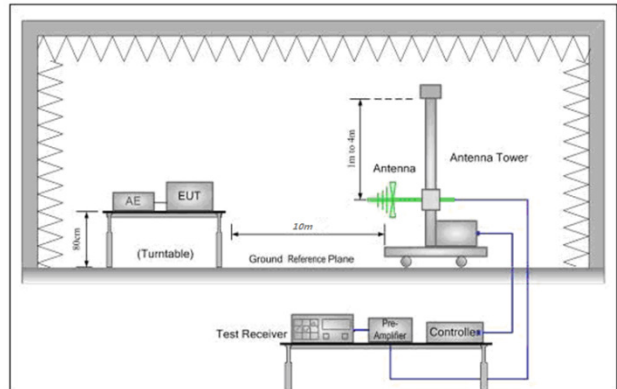 1m to 4m
Antenna
Antenna Tower
AE
EUT
80cm
(Turntable)
10m
Ground Reference Plane
Test Receiver
Pre-
Amplifier
Controller